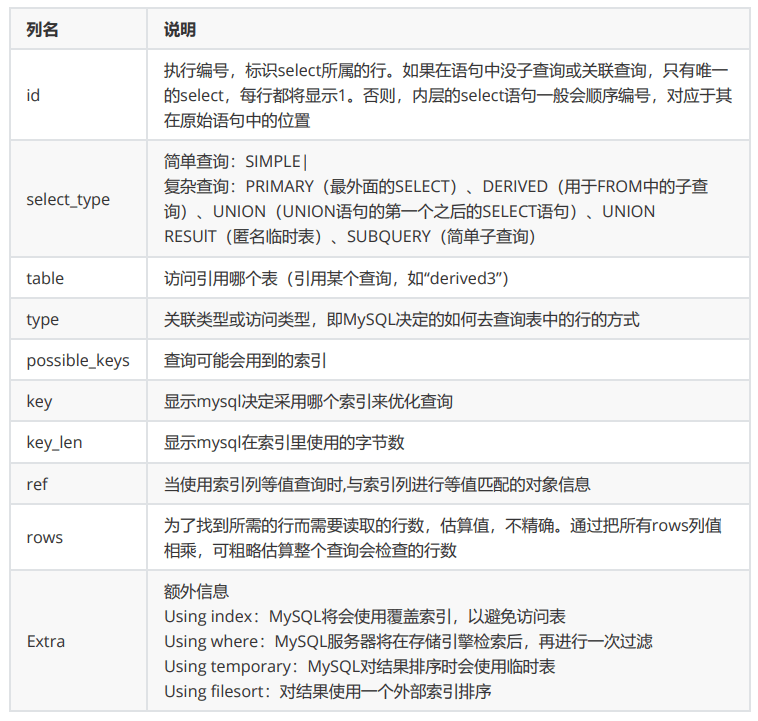 列名 说明
id
执行编号，标识select所属的行。如果在语句中没子查询或关联查询，只有唯一
的select，每行都将显示1。否则，内层的select语句一般会顺序编号，对应于其
在原始语句中的位置
select_type
简单查询：SIMPLE|
复杂查询：PRIMARY（最外面的SELECT）、DERIVED（用于FROM中的子查
询）、UNION（UNION语句的第一个之后的SELECT语句）、UNION
RESUlT（匿名临时表）、SUBQUERY（简单子查询）
table 访问引用哪个表（引用某个查询，如“derived3”）
type 关联类型或访问类型，即MySQL决定的如何去查询表中的行的方式
possible_keys 查询可能会用到的索引
key 显示mysql决定采用哪个索引来优化查询
key_len 显示mysql在索引里使用的字节数
ref 当使用索引列等值查询时,与索引列进行等值匹配的对象信息
rows
为了找到所需的行而需要读取的行数，估算值，不精确。通过把所有rows列值
相乘，可粗略估算整个查询会检查的行数
Extra
额外信息
Using index：MySQL将会使用覆盖索引，以避免访问表
Using where：MySQL服务器将在存储引擎检索后，再进行一次过滤
Using temporary：MySQL对结果排序时会使用临时表
Using filesort：对结果使用一个外部索引排序